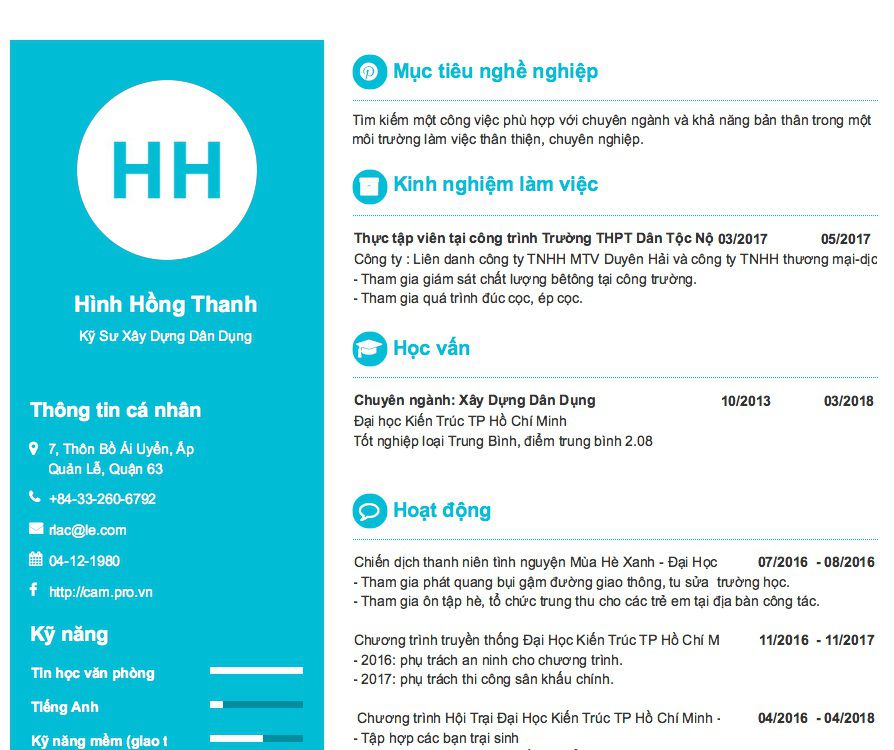 HH
Hình Hồng Thanh
Kỹ Sư Xây Dựng Dân Dụng
Thông tin cá nhân
7, Thôn Bồ Ái Uyển, Ấp
Quản Lễ, Quận 63
+84-33-260-6792
rlac@le.com
04-12-1980
http://cam.pro.vn
Kỹ năng
Tin học văn phòng
Tiếng Anh
Kỹ năng mềm (giao t
Mục tiêu nghề nghiệp
Tìm kiếm một công việc phù hợp với chuyên ngành và khả năng bản thân trong một
môi trường làm việc thân thiện, chuyên nghiệp.
Kinh nghiệm làm việc
Thực tập viên tại công trình Trường THPT Dân Tộc Nộ 03/2017 05/2017
Công ty : Liên danh công ty TNHH MTV Duyên Hải và công ty TNHH thương mại-dịc
- Tham gia giám sát chất lượng bêtông tại công trường.
- Tham gia quá trình đúc cọc, ép cọc.
Học vấn
Chuyên ngành: Xây Dựng Dân Dụng 10/2013 03/2018
Đại học Kiến Trúc TP Hồ Chí Minh
Tốt nghiệp loại Trung Bình, điểm trung bình 2.08
Hoạt động
Chiến dịch thanh niên tình nguyện Mùa Hè Xanh - Đại Học 07/2016 - 08/2016
- Tham gia phát quang bụi gậm đường giao thông, tu sửa trường học.
- Tham gia ôn tập hè, tổ chức trung thu cho các trẻ em tại địa bàn công tác.
Chương trình truyền thống Đại Học Kiến Trúc TP Hồ Chí M 11/2016 - 11/2017
- 2016: phụ trách an ninh cho chương trình.
- 2017: phụ trách thi công sân khấu chính.
Chương trình Hội Trại Đại Học Kiến Trúc TP Hồ Chí Minh - 04/2016 - 04/2018
- Tập hợp các bạn trại sinh